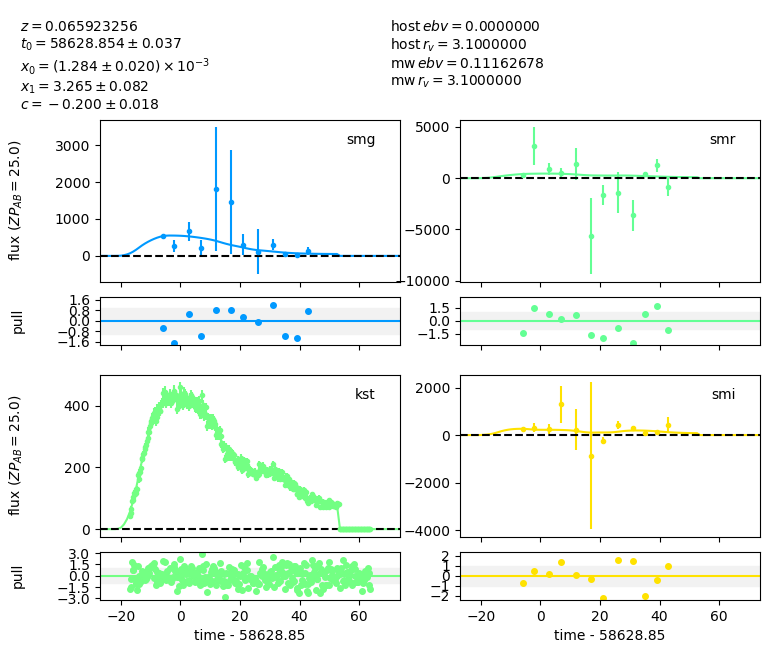 z = 0.065923256
t₀ = 58628.854 ± 0.037
x₀ = (1.284 ± 0.020) × 10⁻³
x₁ = 3.265 ± 0.082
c = −0.200 ± 0.018
host ebv = 0.0000000
host r_v = 3.1000000
mw ebv = 0.11162678
mw r_v = 3.1000000
smg
3000
2000
1000
0
flux (ZP_AB = 25.0)
smr
5000
0
−5000
−10000
1.6
0.8
0.0
−0.8
−1.6
pull
1.5
0.0
−1.5
kst
400
200
0
flux (ZP_AB = 25.0)
smi
2000
0
−2000
−4000
3.0
1.5
0.0
−1.5
−3.0
pull
−20 0 20 40 60
time - 58628.85
2
1
0
−1
−2
−20 0 20 40 60
time - 58628.85